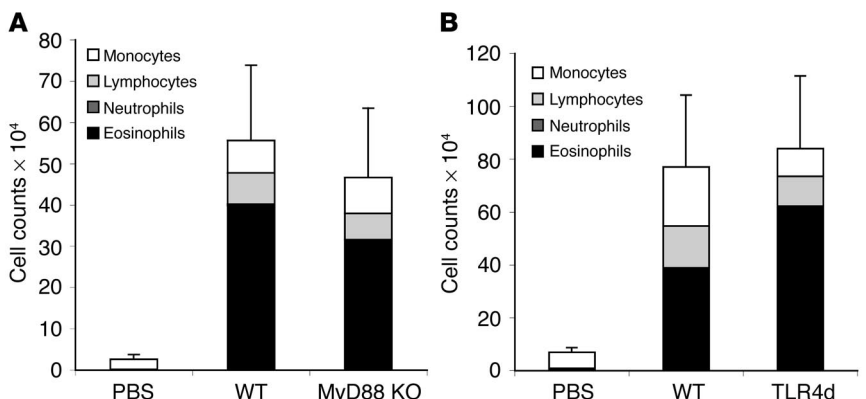 A
Cell counts × 10⁴
80
70
60
50
40
30
20
10
0
Monocytes
Lymphocytes
Neutrophils
Eosinophils
PBS
WT
MyD88 KO
B
Cell counts × 10⁴
120
100
80
60
40
20
0
Monocytes
Lymphocytes
Neutrophils
Eosinophils
PBS
WT
TLR4d